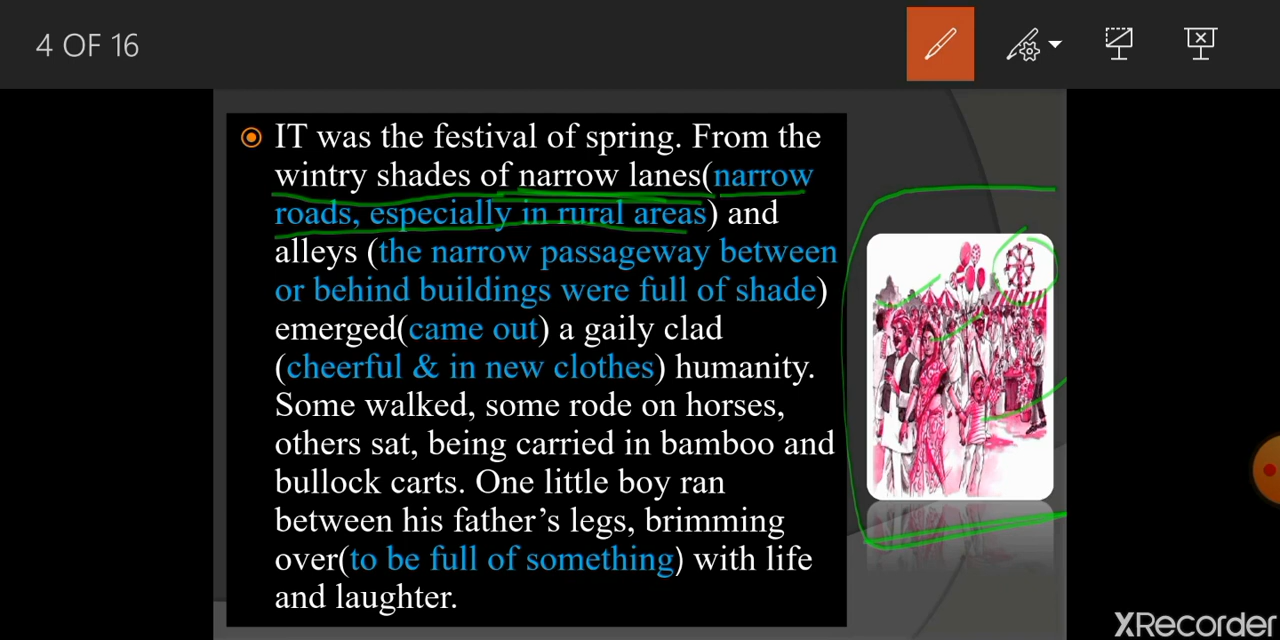 4 OF 16
IT was the festival of spring. From the
wintry shades of narrow lanes(narrow
roads, especially in rural areas) and
alleys (the narrow passageway between
or behind buildings were full of shade)
emerged(came out) a gaily clad
(cheerful & in new clothes) humanity.
Some walked, some rode on horses,
others sat, being carried in bamboo and
bullock carts. One little boy ran
between his father’s legs, brimming
over(to be full of something) with life
and laughter.
XRecorder